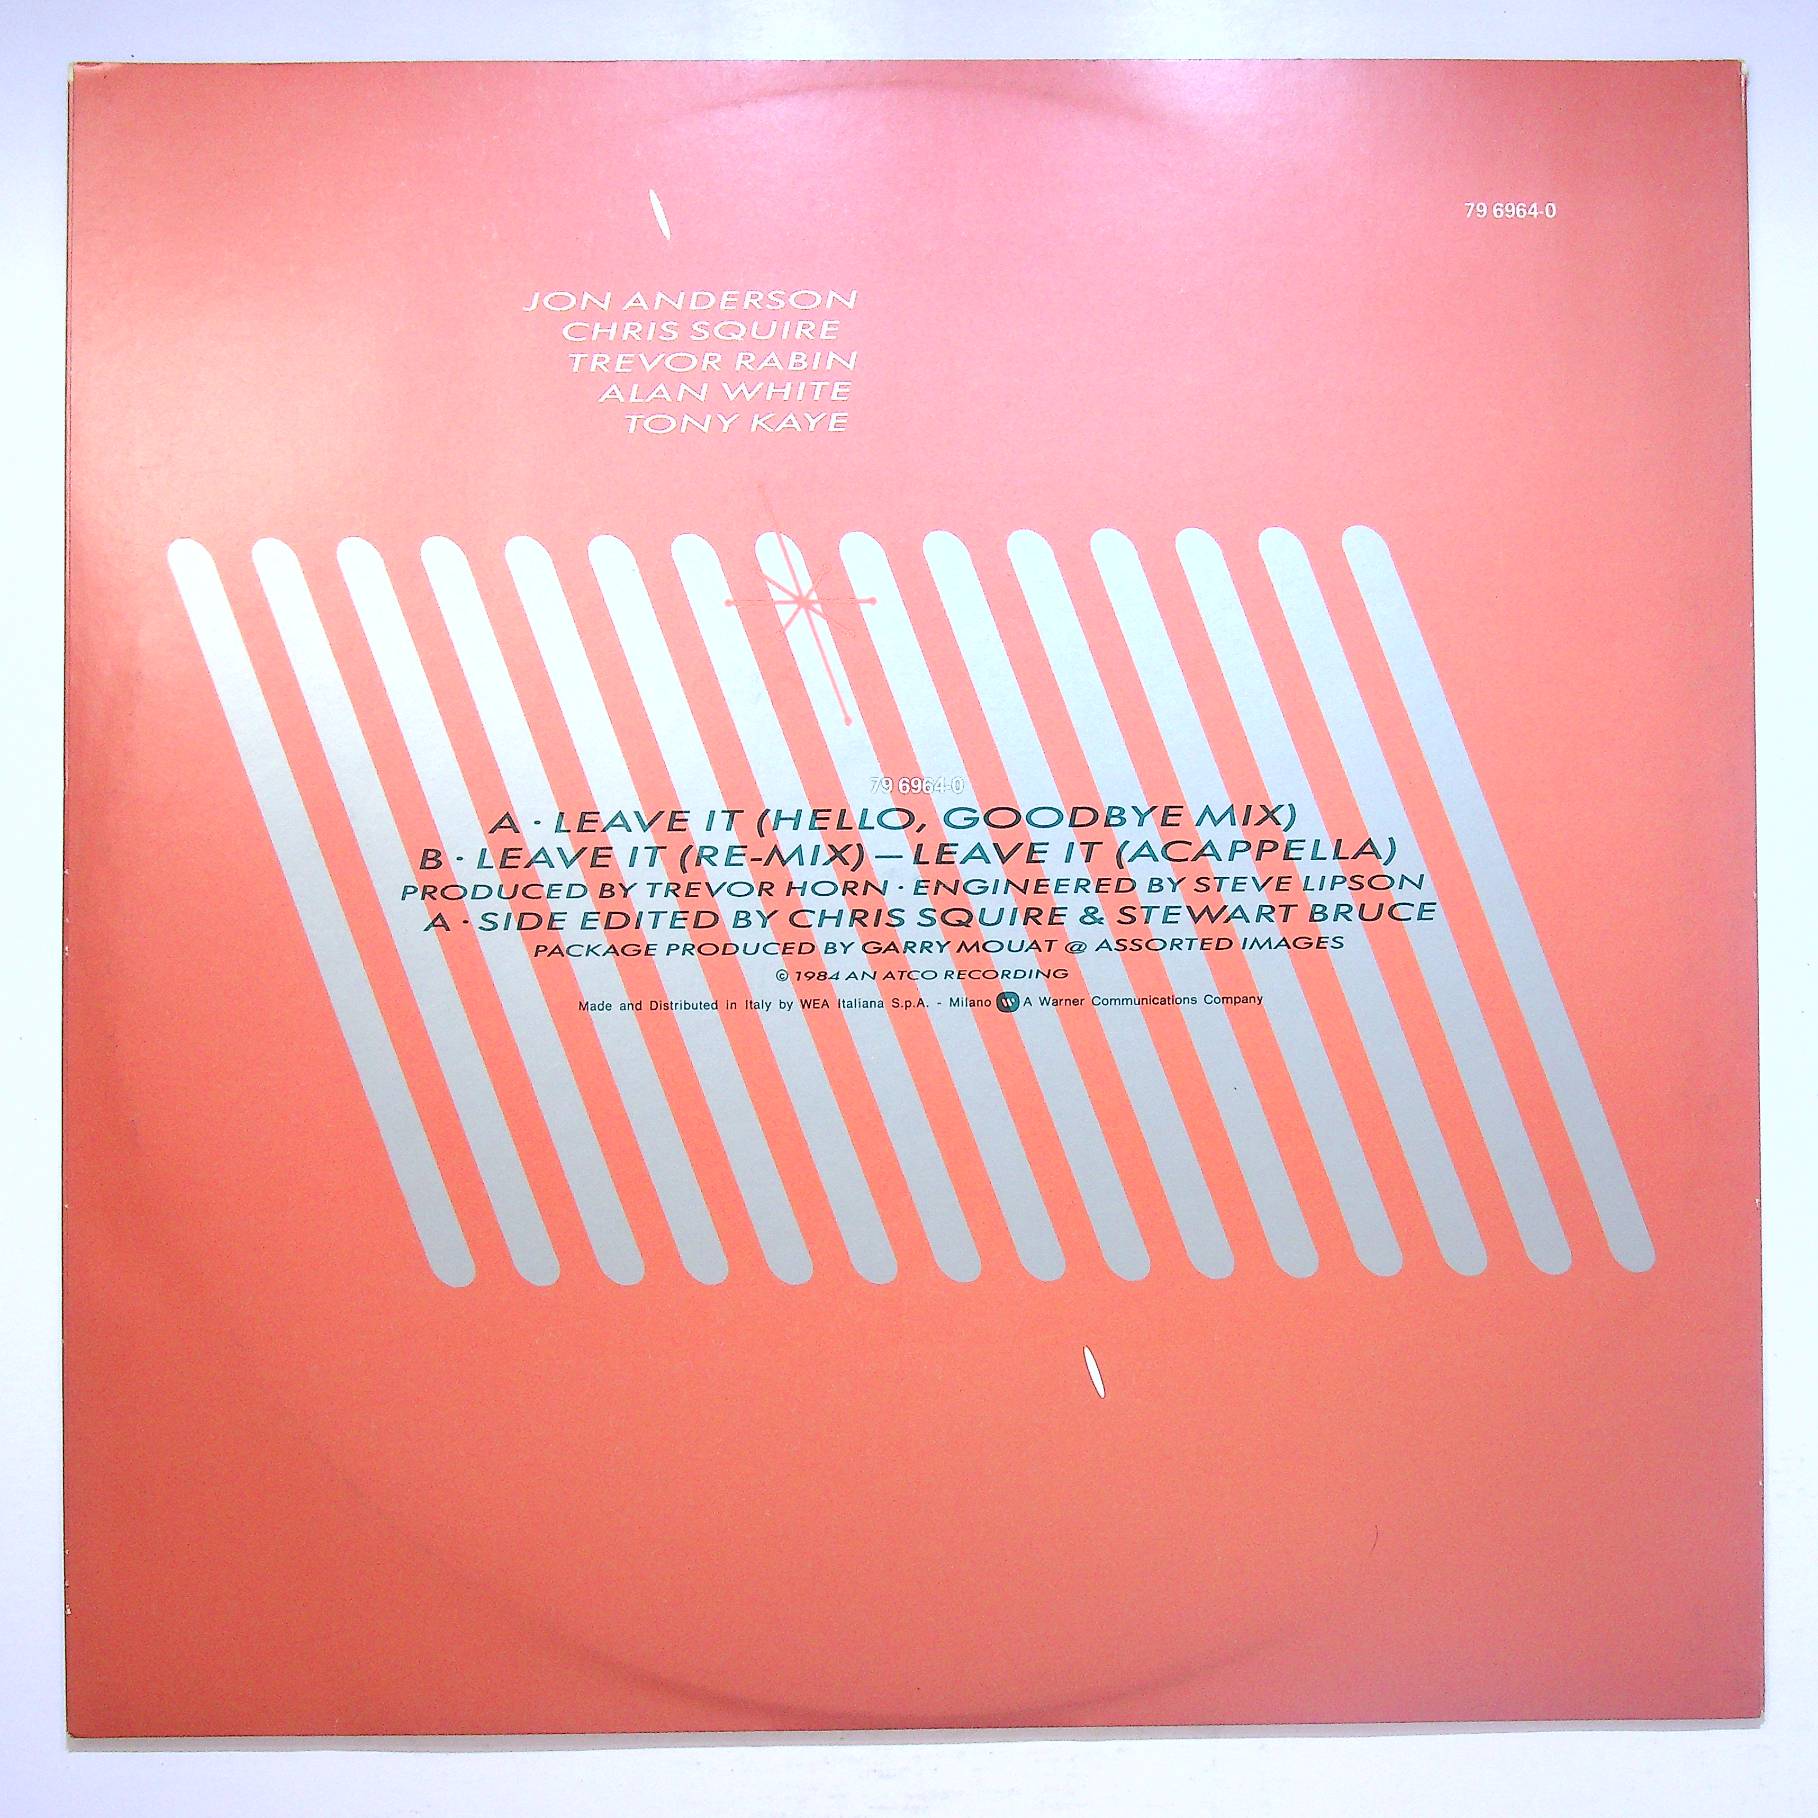 79 6964-0
JON ANDERSON
CHRIS SQUIRE
TREVOR RABIN
ALAN WHITE
TONY KAYE
79 6964-0
A · LEAVE IT (HELLO, GOODBYE MIX)
B · LEAVE IT (RE-MIX) – LEAVE IT (ACAPPELLA)
PRODUCED BY TREVOR HORN · ENGINEERED BY STEVE LIPSON
A · SIDE EDITED BY CHRIS SQUIRE & STEWART BRUCE
PACKAGE PRODUCED BY GARRY MOUAT @ ASSORTED IMAGES
© 1984 AN ATCO RECORDING
Made and Distributed in Italy by WEA Italiana S.p.A. - Milano A Warner Communications Company